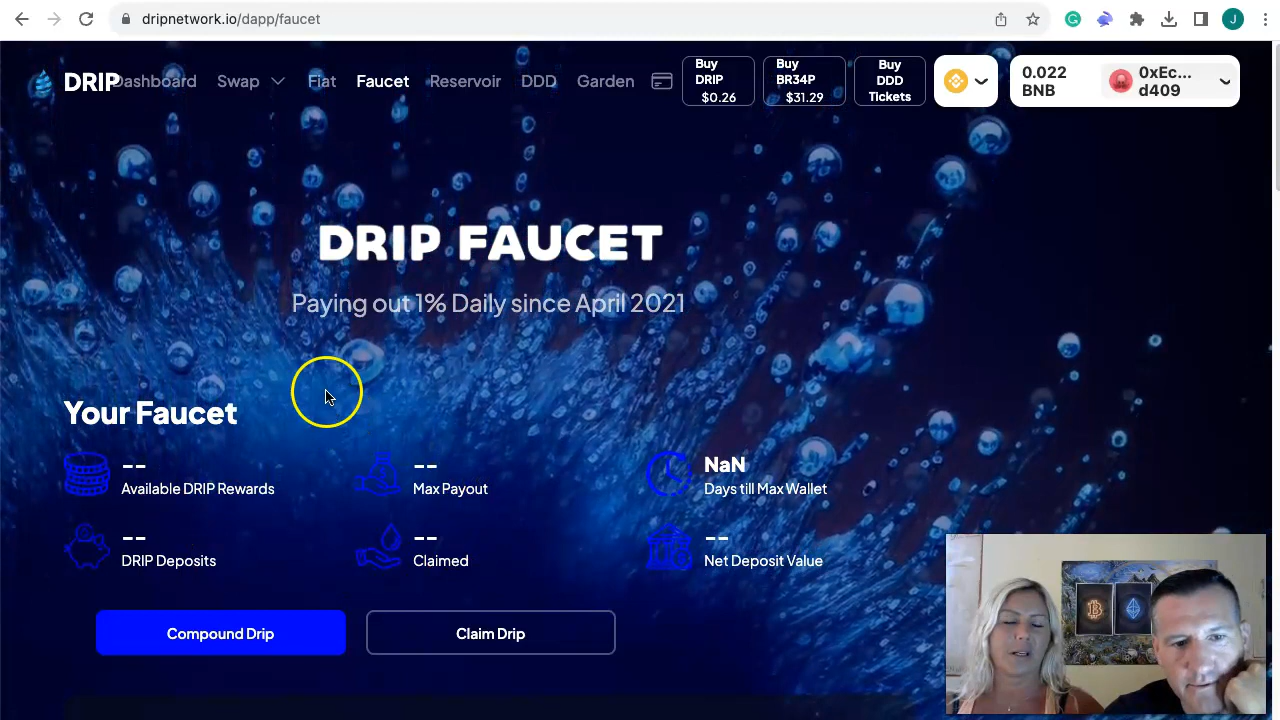 dripnetwork.io/dapp/faucet
J
DRIP
Dashboard
Swap
Fiat
Faucet
Reservoir
DDD
Garden
Buy
DRIP
$0.26
Buy
BR34P
$31.29
Buy
DDD
Tickets
0.022
BNB
0xEc...
d409
DRIP FAUCET
Paying out 1% Daily since April 2021
Your Faucet
--
Available DRIP Rewards
--
Max Payout
NaN
Days till Max Wallet
--
DRIP Deposits
--
Claimed
--
Net Deposit Value
Compound Drip
Claim Drip